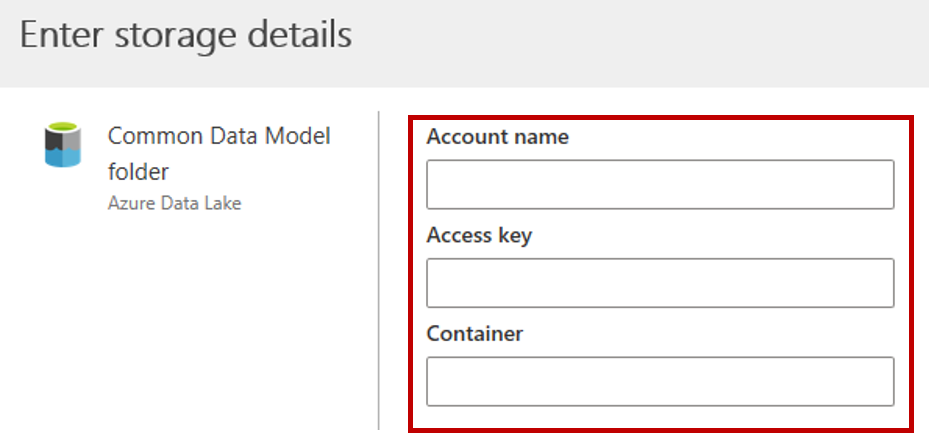 Enter storage details
Common Data Model
folder
Azure Data Lake
Account name
Access key
Container